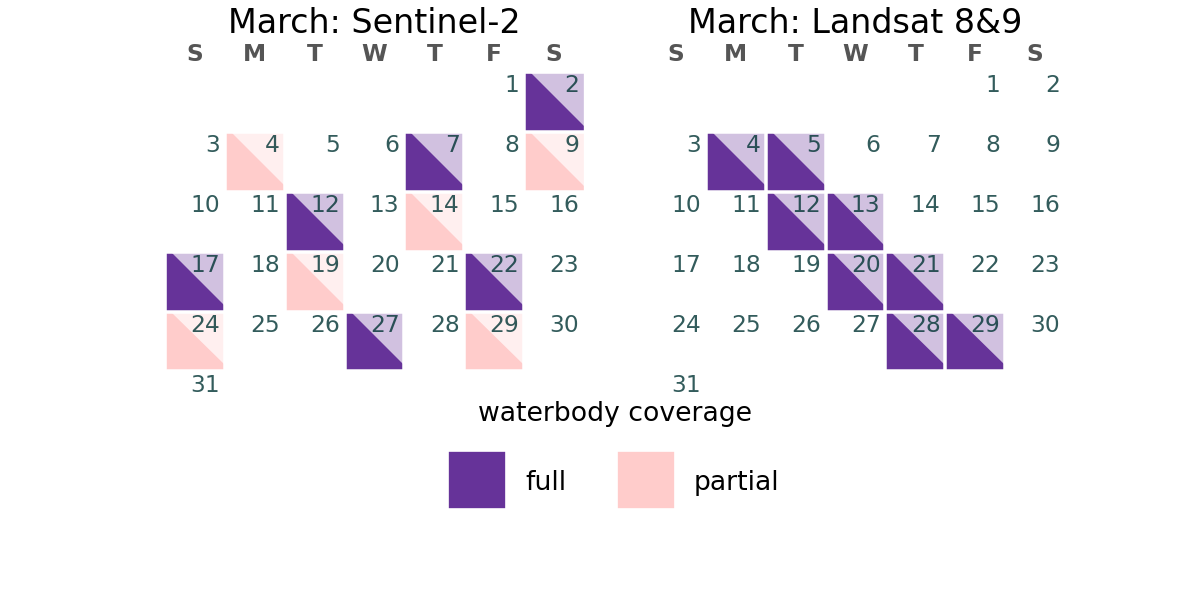 March: Sentinel-2
S M T W T F S
1 2
3 4 5 6 7 8 9
10 11 12 13 14 15 16
17 18 19 20 21 22 23
24 25 26 27 28 29 30
31
March: Landsat 8&9
S M T W T F S
1 2
3 4 5 6 7 8 9
10 11 12 13 14 15 16
17 18 19 20 21 22 23
24 25 26 27 28 29 30
31
waterbody coverage
full partial